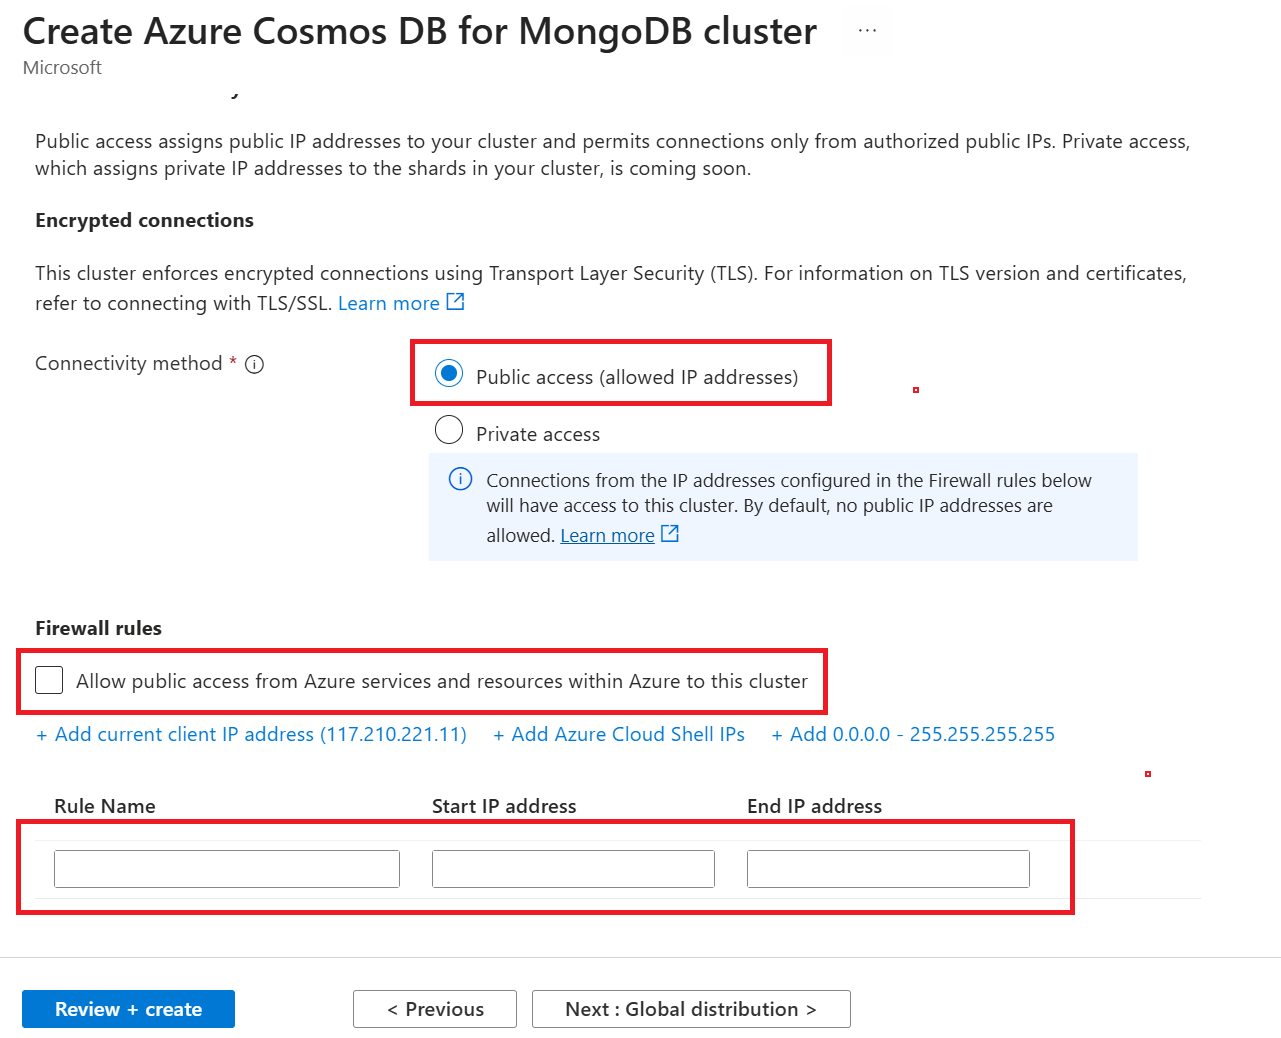 Create Azure Cosmos DB for MongoDB cluster ...
Microsoft
Public access assigns public IP addresses to your cluster and permits connections only from authorized public IPs. Private access,
which assigns private IP addresses to the shards in your cluster, is coming soon.
Encrypted connections
This cluster enforces encrypted connections using Transport Layer Security (TLS). For information on TLS version and certificates,
refer to connecting with TLS/SSL. Learn more
Connectivity method *
Public access (allowed IP addresses)
Private access
Connections from the IP addresses configured in the Firewall rules below
will have access to this cluster. By default, no public IP addresses are
allowed. Learn more
Firewall rules
Allow public access from Azure services and resources within Azure to this cluster
+ Add current client IP address (117.210.221.11) + Add Azure Cloud Shell IPs + Add 0.0.0.0 - 255.255.255.255
Rule Name Start IP address End IP address
Review + create < Previous Next : Global distribution >